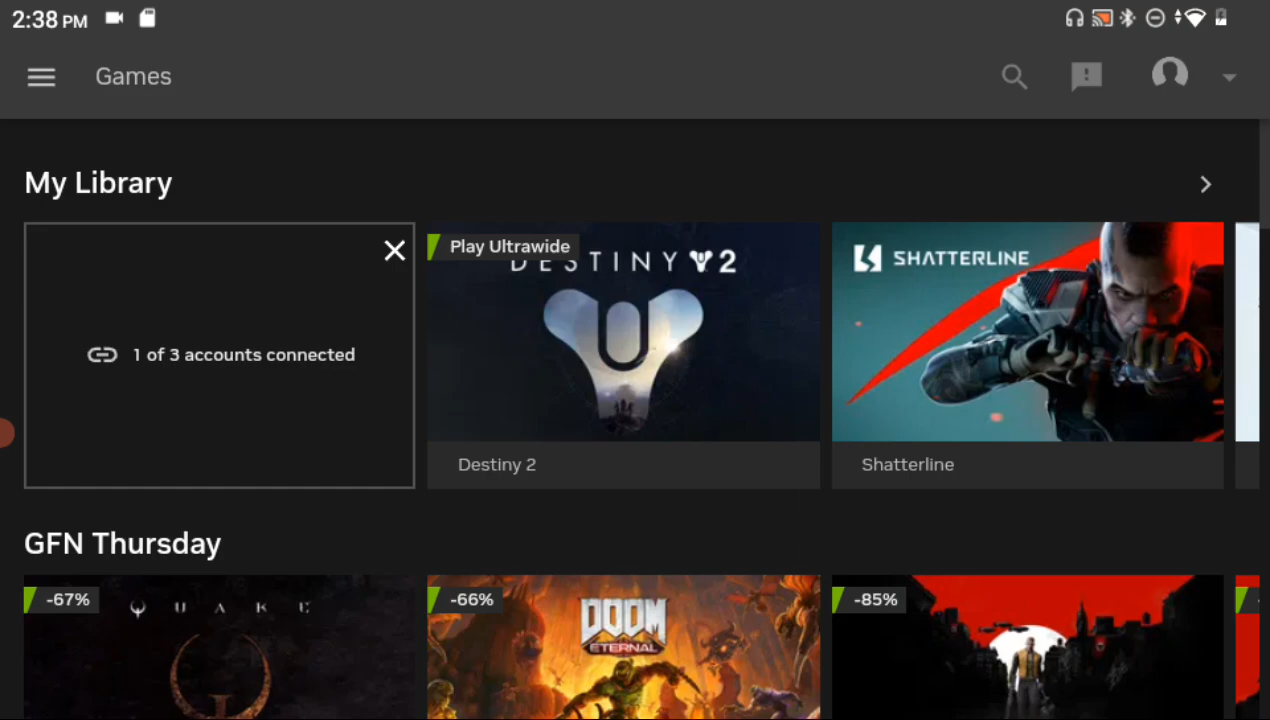 2:38 PM
Games
My Library
1 of 3 accounts connected
Play Ultrawide
DESTINY 2
Destiny 2
SHATTERLINE
Shatterline
GFN Thursday
-67%
QUAKE
-66%
DOOM
ETERNAL
-85%